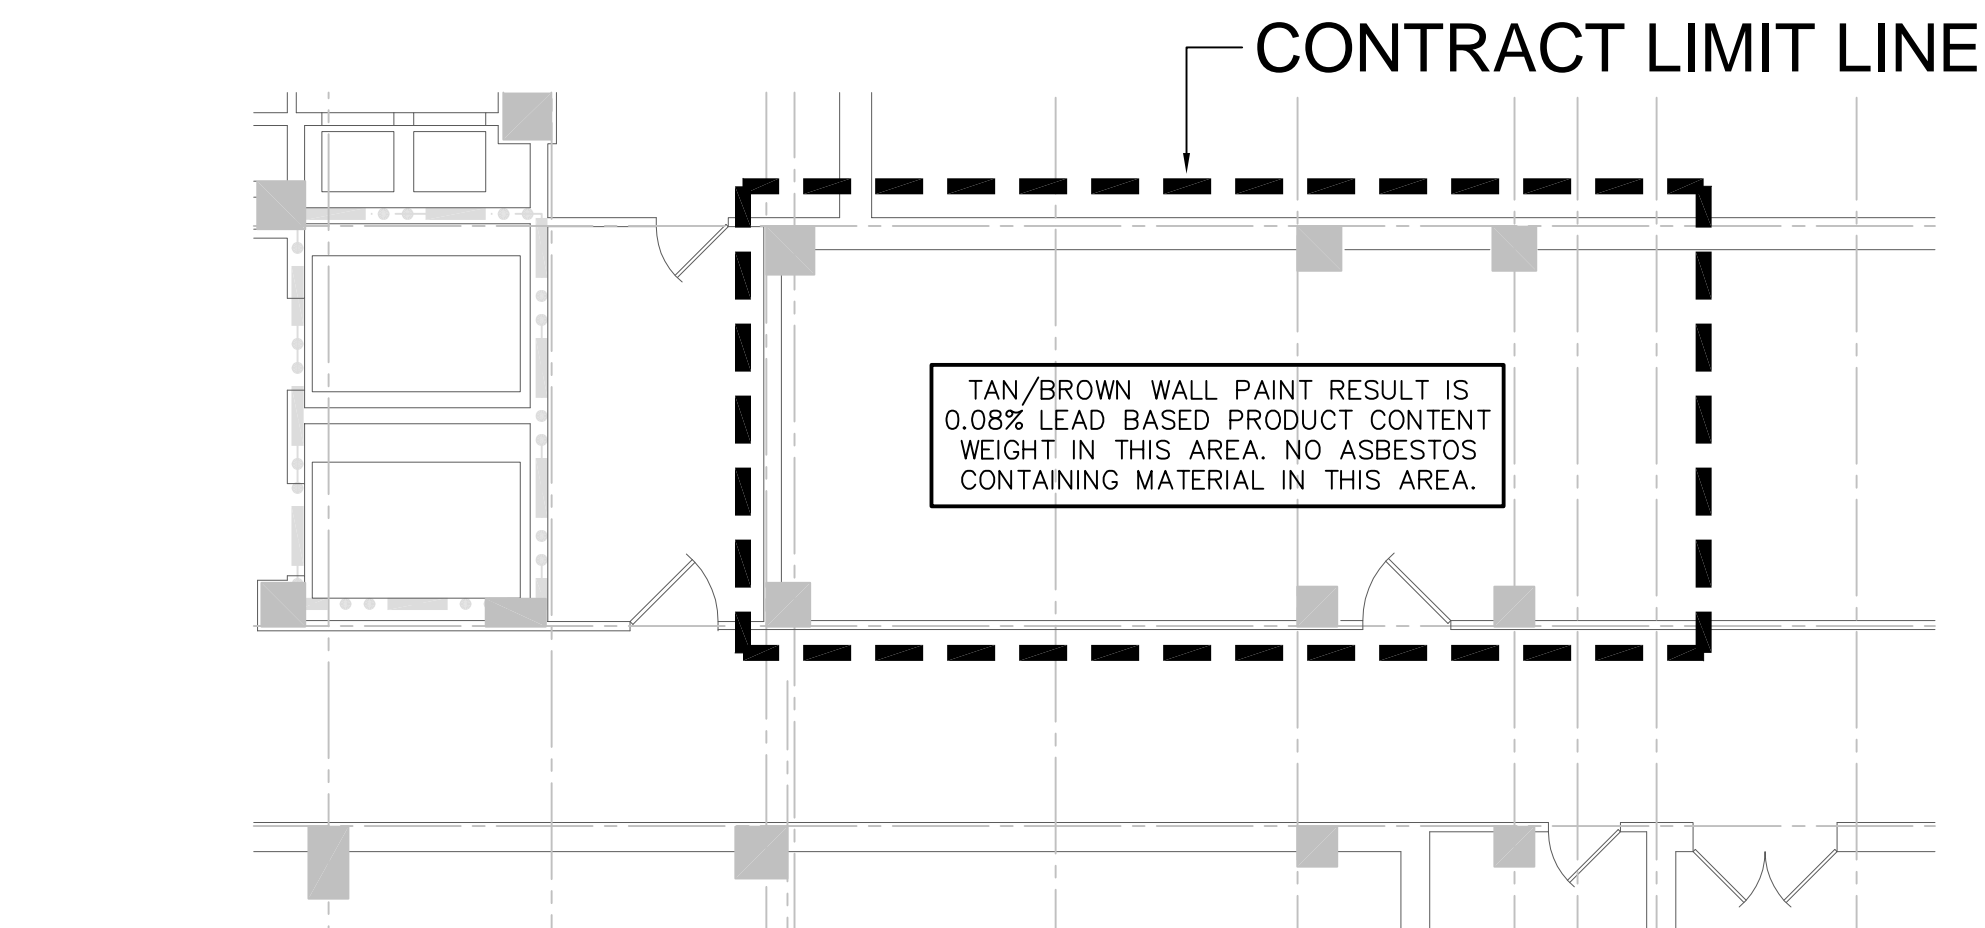 CONTRACT LIMIT LINE
TAN/BROWN WALL PAINT RESULT IS
0.08% LEAD BASED PRODUCT CONTENT
WEIGHT IN THIS AREA. NO ASBESTOS
CONTAINING MATERIAL IN THIS AREA.